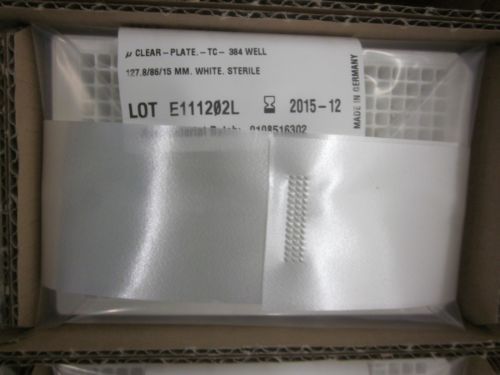 µ CLEAR-PLATE.-TC- 384 WELL
127.8/86/15 MM. WHITE. STERILE
LOT E111202L 2015-12
0108516302
MADE IN GERMANY